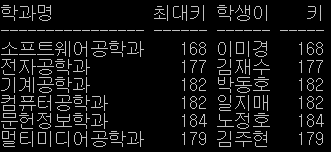 학과명 최대키 학생이 키
소프트웨어공학과 168 이미경 168
전자공학과 177 김재수 177
기계공학과 182 박동호 182
컴퓨터공학과 182 일지매 182
문헌정보학과 184 노정호 184
멀티미디어공학과 179 김주현 179